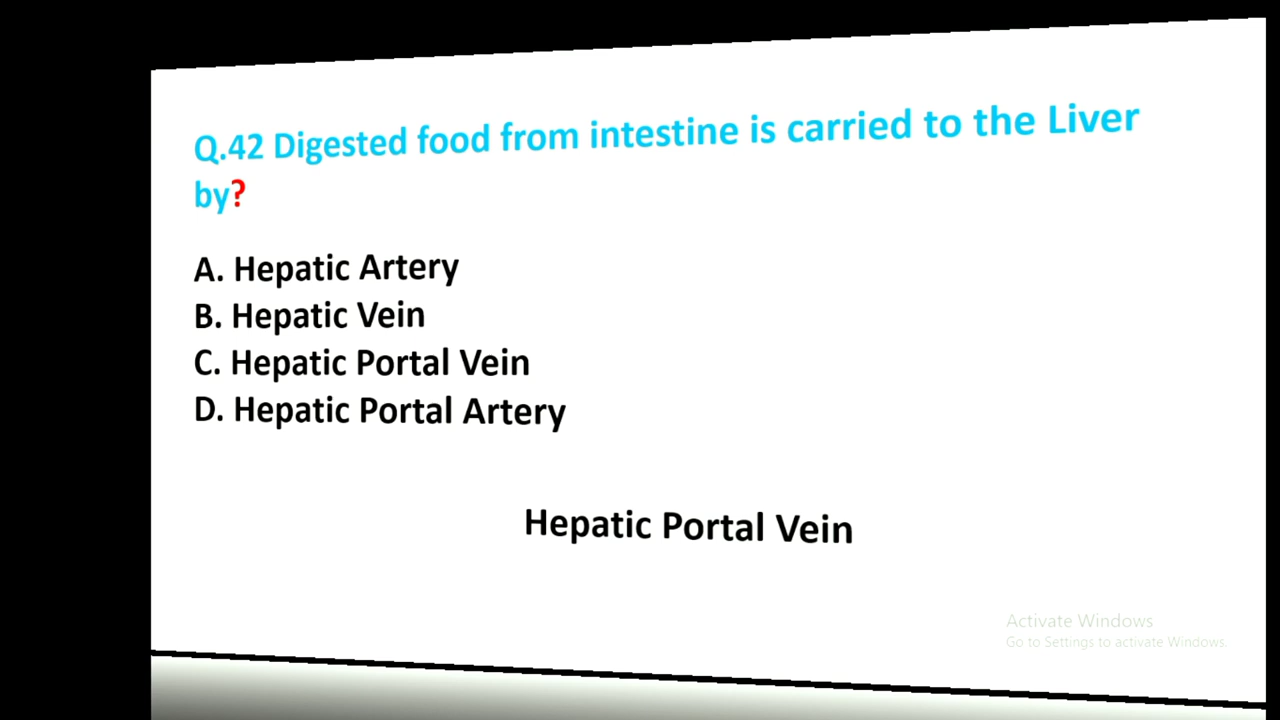 Q.42 Digested food from intestine is carried to the Liver
by?
A. Hepatic Artery
B. Hepatic Vein
C. Hepatic Portal Vein
D. Hepatic Portal Artery
Hepatic Portal Vein
Activate Windows
Go to Settings to activate Windows.